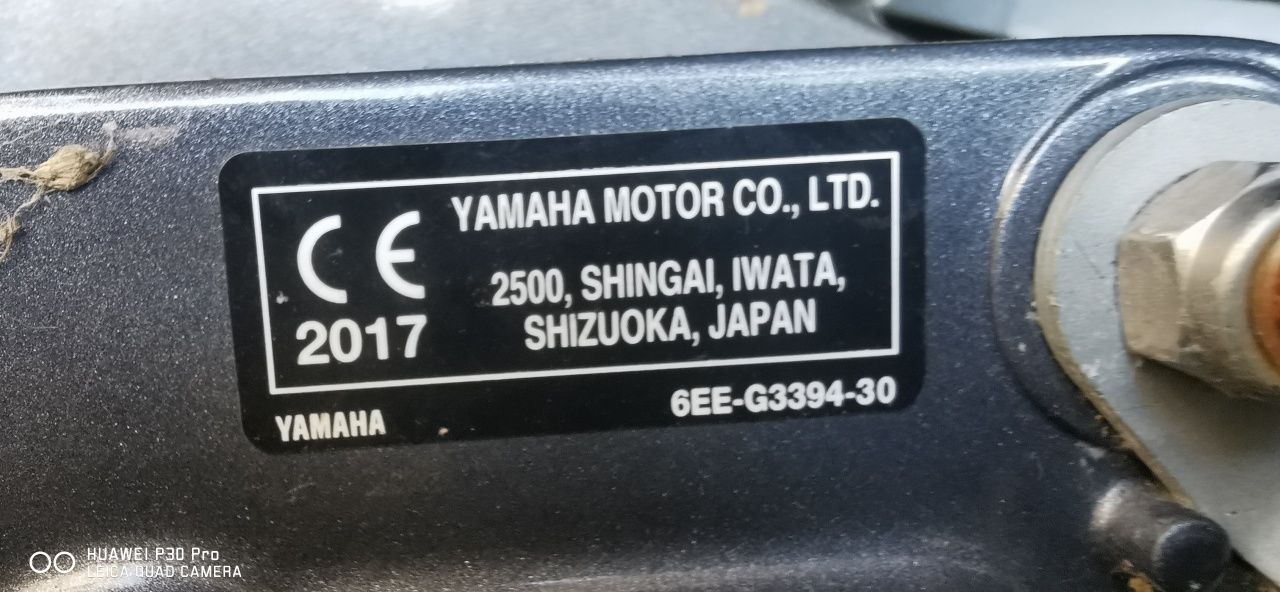 CE
2017
YAMAHA MOTOR CO., LTD.
2500, SHINGAI, IWATA,
SHIZUOKA, JAPAN
YAMAHA
6EE-G3394-30
HUAWEI P30 Pro
LEICA QUAD CAMERA